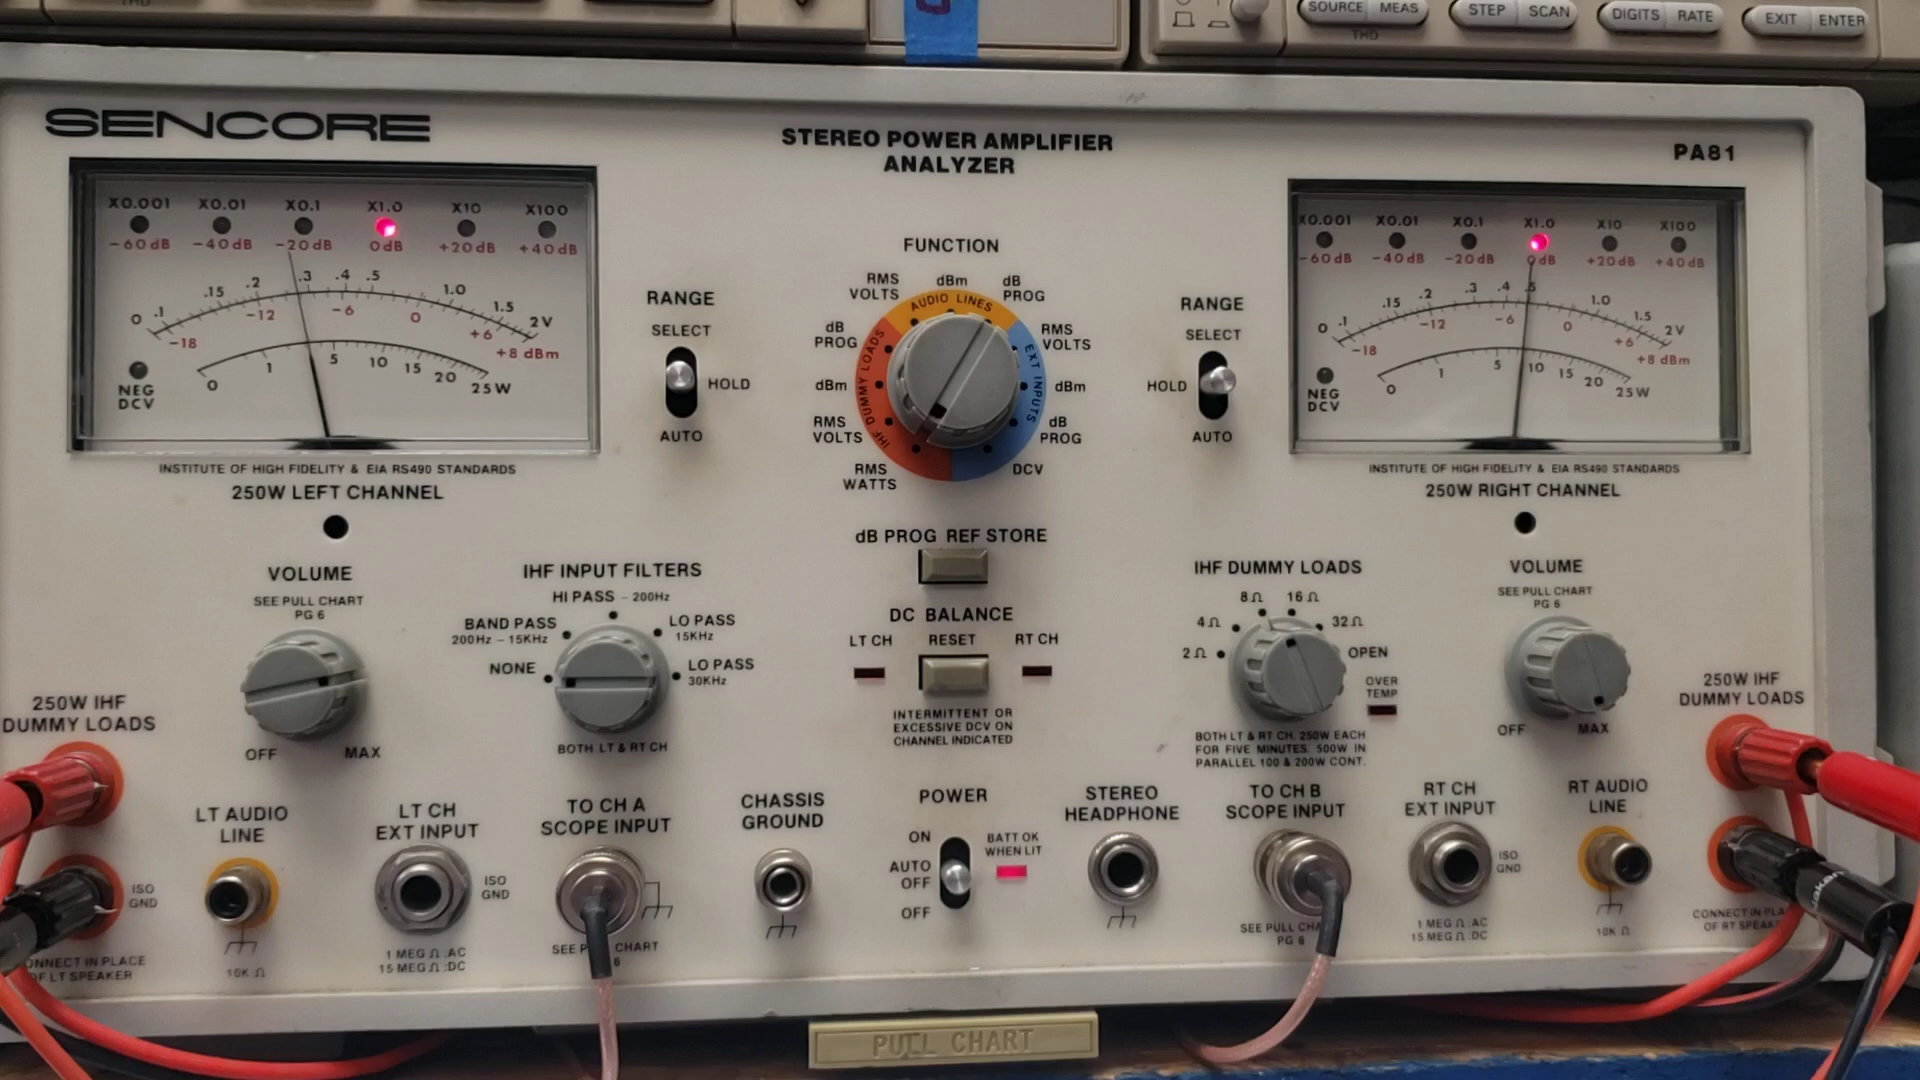 THD
SOURCE MEAS
THD
STEP SCAN
DIGITS RATE
EXIT ENTER
SENCORE
STEREO POWER AMPLIFIER
ANALYZER
PA81
X0.001 X0.01 X0.1 X1.0 X10 X100
-60dB -40dB -20dB 0dB +20dB +40dB
0 .1 .15 .2 .3 .4 .5 1.0 1.5 2V
-18 -12 -6 0 +6 +8 dBm
0 1 5 10 15 20 25W
NEG
DCV
INSTITUTE OF HIGH FIDELITY & EIA RS490 STANDARDS
250W LEFT CHANNEL
RANGE
SELECT
HOLD
AUTO
FUNCTION
RMS
VOLTS
dBm
dB
PROG
AUDIO LINES
dB
PROG
RMS
VOLTS
IHF DUMMY LOADS
EXT INPUTS
dBm
dBm
RMS
VOLTS
dB
PROG
RMS
WATTS
DCV
RANGE
SELECT
HOLD
AUTO
X0.001 X0.01 X0.1 X1.0 X10 X100
-60dB -40dB -20dB 0dB +20dB +40dB
0 .1 .15 .2 .3 .4 .5 1.0 1.5 2V
-18 -12 -6 0 +6 +8 dBm
0 1 5 10 15 20 25W
NEG
DCV
INSTITUTE OF HIGH FIDELITY & EIA RS490 STANDARDS
250W RIGHT CHANNEL
VOLUME
SEE PULL CHART
PG 6
OFF MAX
IHF INPUT FILTERS
HI PASS - 200Hz
BAND PASS
200Hz - 15KHz
LO PASS
15KHz
NONE
LO PASS
30KHz
BOTH LT & RT CH
dB PROG REF STORE
DC BALANCE
LT CH RESET RT CH
INTERMITTENT OR
EXCESSIVE DCV ON
CHANNEL INDICATED
IHF DUMMY LOADS
8Ω 16Ω
4Ω 32Ω
2Ω OPEN
OVER
TEMP
BOTH LT & RT CH. 250W EACH
FOR FIVE MINUTES. 500W IN
PARALLEL 100 & 200W CONT.
VOLUME
SEE PULL CHART
PG 6
OFF MAX
250W IHF
DUMMY LOADS
ISO
GND
CONNECT IN PLACE
OF LT SPEAKER
LT AUDIO
LINE
10K Ω
LT CH
EXT INPUT
ISO
GND
1 MEG Ω :AC
15 MEG Ω :DC
TO CH A
SCOPE INPUT
SEE P CHART
6
CHASSIS
GROUND
POWER
ON
AUTO
OFF
OFF
BATT OK
WHEN LIT
STEREO
HEADPHONE
TO CH B
SCOPE INPUT
SEE PULL CHA
PG 6
RT CH
EXT INPUT
ISO
GND
1 MEG Ω :AC
15 MEG Ω :DC
RT AUDIO
LINE
10K Ω
250W IHF
DUMMY LOADS
CONNECT IN PLA
OF RT SPEAK
PULL CHART